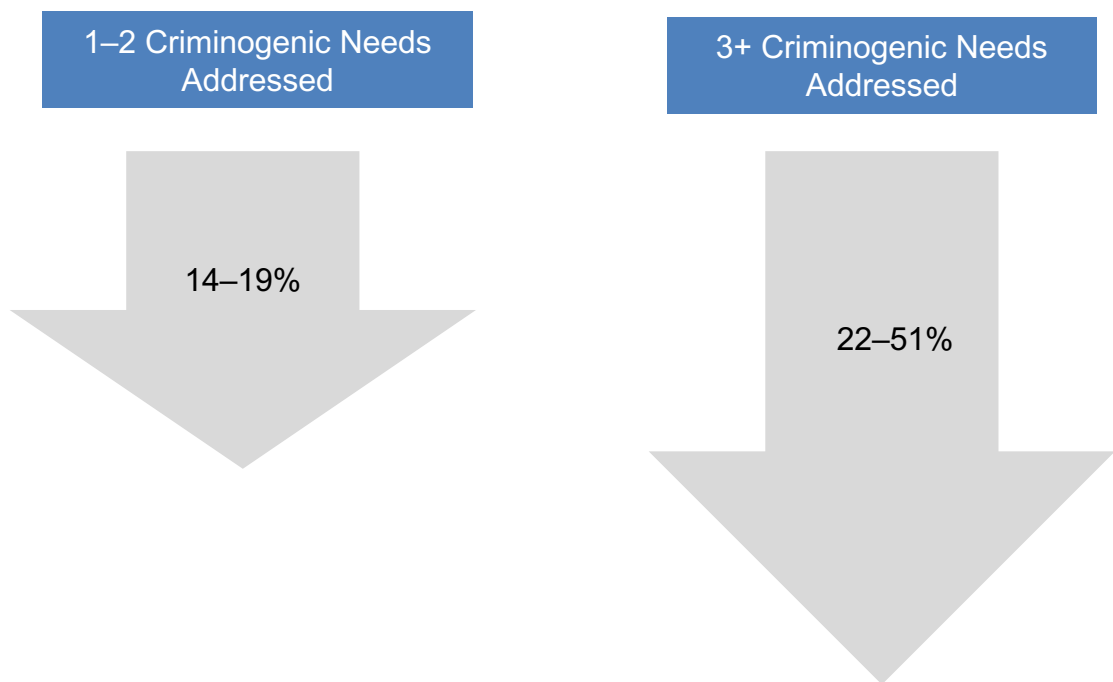 1–2 Criminogenic Needs
Addressed
3+ Criminogenic Needs
Addressed
14–19%
22–51%